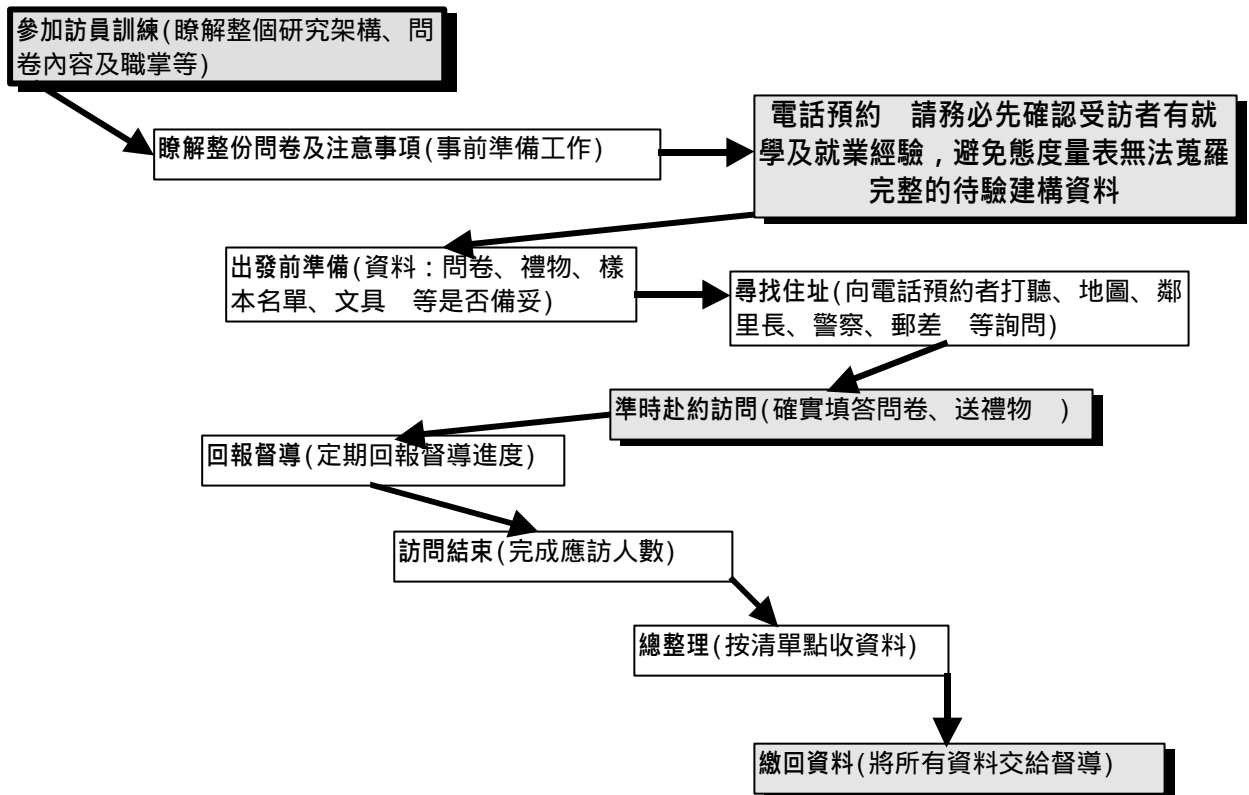 參加訪員訓練(瞭解整個研究架構、問
卷內容及職掌等)
瞭解整份問卷及注意事項(事前準備工作)
電話預約　請務必先確認受訪者有就
學及就業經驗，避免態度量表無法蒐羅
完整的待驗建構資料
出發前準備(資料：問卷、禮物、樣
本名單、文具　等是否備妥)
尋找住址(向電話預約者打聽、地圖、鄰
里長、警察、郵差　等詢問)
準時赴約訪問(確實填答問卷、送禮物　)
回報督導(定期回報督導進度)
訪問結束(完成應訪人數)
總整理(按清單點收資料)
繳回資料(將所有資料交給督導)